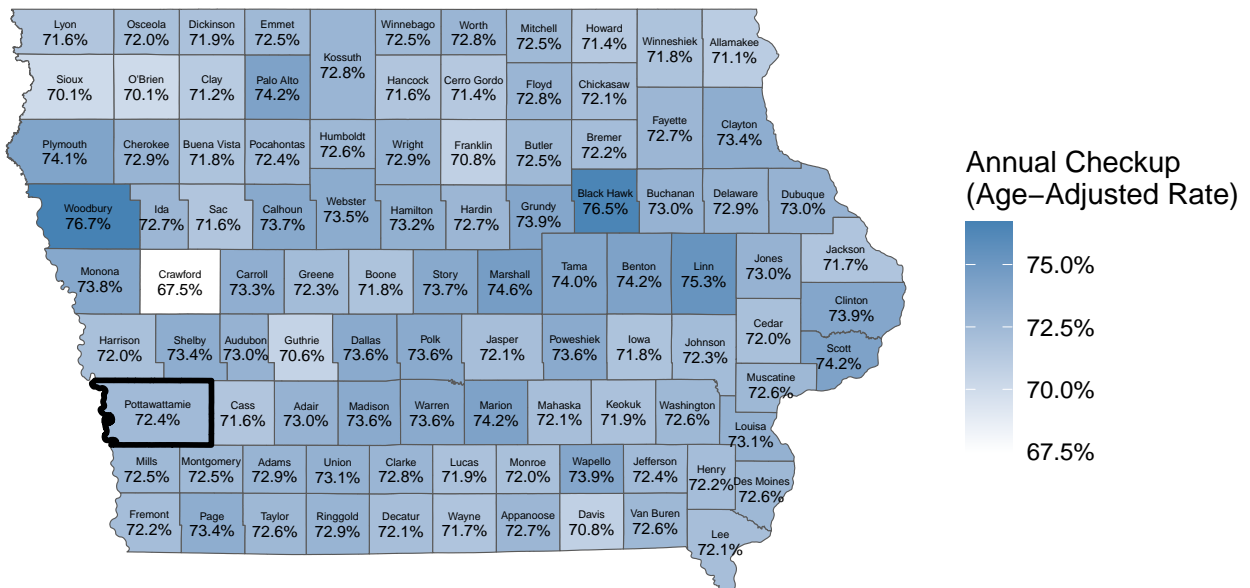 Lyon
71.6%
Osceola
72.0%
Dickinson
71.9%
Emmet
72.5%
Kossuth
72.8%
Winnebago
72.5%
Worth
72.8%
Mitchell
72.5%
Howard
71.4%
Winneshiek
71.8%
Allamakee
71.1%
Sioux
70.1%
O'Brien
70.1%
Clay
71.2%
Palo Alto
74.2%
Hancock
71.6%
Cerro Gordo
71.4%
Floyd
72.8%
Chickasaw
72.1%
Fayette
72.7%
Clayton
73.4%
Plymouth
74.1%
Cherokee
72.9%
Buena Vista
71.8%
Pocahontas
72.4%
Humboldt
72.6%
Wright
72.9%
Franklin
70.8%
Butler
72.5%
Bremer
72.2%
Woodbury
76.7%
Ida
72.7%
Sac
71.6%
Calhoun
73.7%
Webster
73.5%
Hamilton
73.2%
Hardin
72.7%
Grundy
73.9%
Black Hawk
76.5%
Buchanan
73.0%
Delaware
72.9%
Dubuque
73.0%
Monona
73.8%
Crawford
67.5%
Carroll
73.3%
Greene
72.3%
Boone
71.8%
Story
73.7%
Marshall
74.6%
Tama
74.0%
Benton
74.2%
Linn
75.3%
Jones
73.0%
Jackson
71.7%
Clinton
73.9%
Harrison
72.0%
Shelby
73.4%
Audubon
73.0%
Guthrie
70.6%
Dallas
73.6%
Polk
73.6%
Jasper
72.1%
Poweshiek
73.6%
Iowa
71.8%
Johnson
72.3%
Cedar
72.0%
Scott
74.2%
Muscatine
72.6%
Pottawattamie
72.4%
Cass
71.6%
Adair
73.0%
Madison
73.6%
Warren
73.6%
Marion
74.2%
Mahaska
72.1%
Keokuk
71.9%
Washington
72.6%
Louisa
73.1%
Mills
72.5%
Montgomery
72.5%
Adams
72.9%
Union
73.1%
Clarke
72.8%
Lucas
71.9%
Monroe
72.0%
Wapello
73.9%
Jefferson
72.4%
Henry
72.2%
Des Moines
72.6%
Fremont
72.2%
Page
73.4%
Taylor
72.6%
Ringgold
72.9%
Decatur
72.1%
Wayne
71.7%
Appanoose
72.7%
Davis
70.8%
Van Buren
72.6%
Lee
72.1%
Annual Checkup
(Age−Adjusted Rate)
75.0%
72.5%
70.0%
67.5%